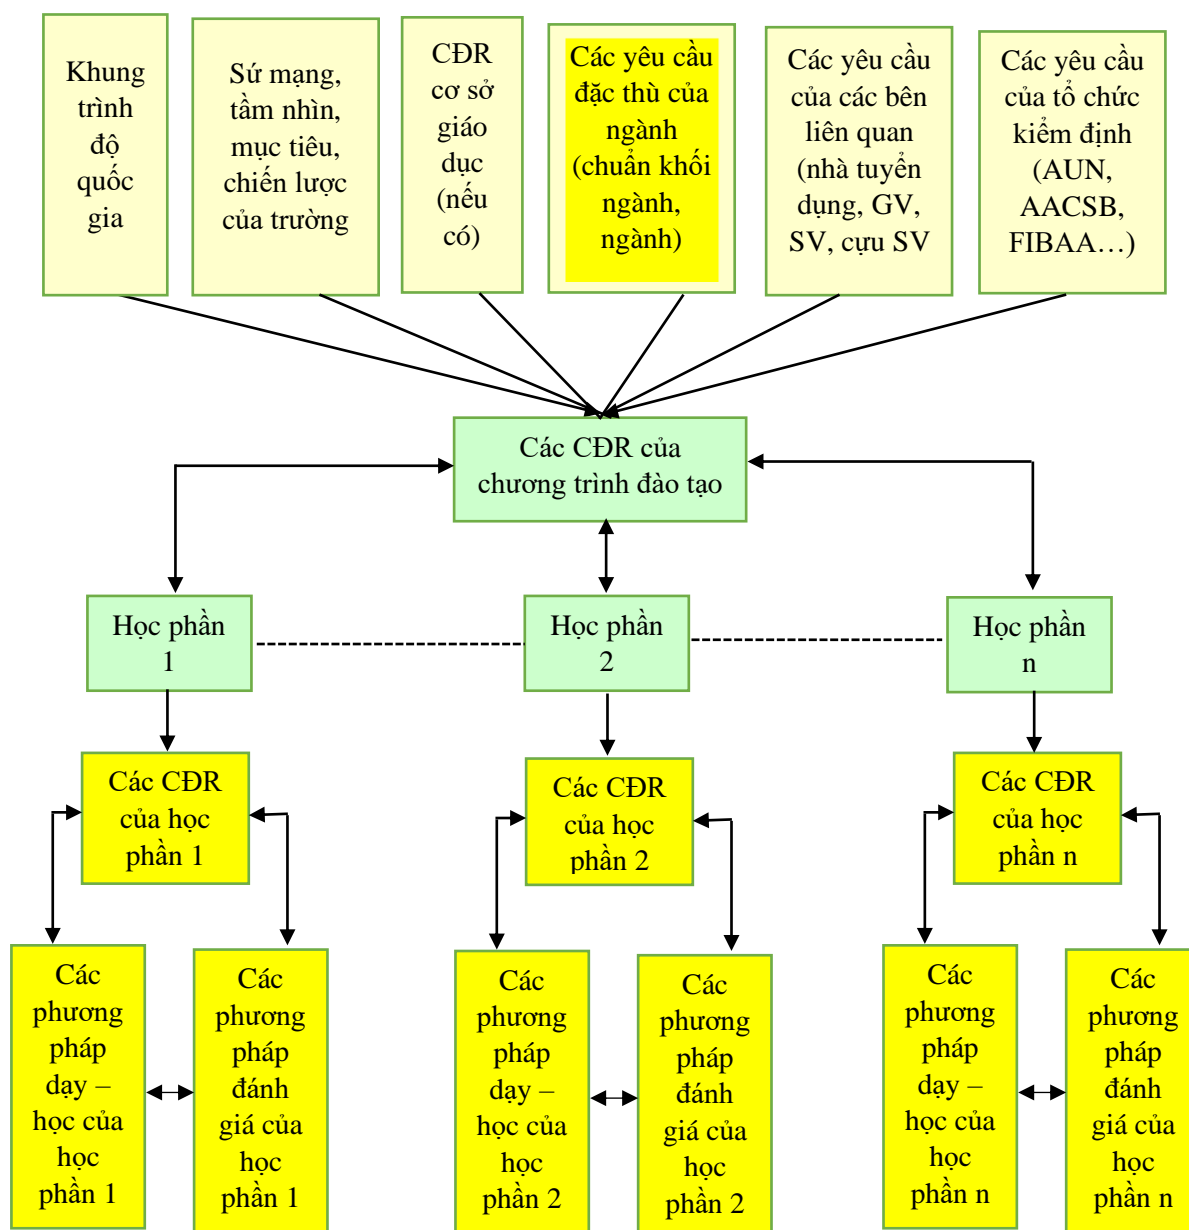 Khung
trình
độ
quốc
gia
Sứ mạng,
tầm nhìn,
mục tiêu,
chiến lược
của trường
CĐR
cơ sở
giáo
dục
(nếu
có)
Các yêu cầu
đặc thù của
ngành
(chuẩn khối
ngành,
ngành)
Các yêu cầu
của các bên
liên quan
(nhà tuyển
dụng, GV,
SV, cựu SV
Các yêu cầu
của tổ chức
kiểm định
(AUN,
AACSB,
FIBAA…)
Các CĐR của
chương trình đào tạo
Học phần
1
Học phần
2
Học phần
n
Các CĐR
của học
phần 1
Các CĐR
của học
phần 2
Các CĐR
của học
phần n
Các
phương
pháp
dạy –
học của
học
phần 1
Các
phương
pháp
đánh
giá của
học
phần 1
Các
phương
pháp
dạy –
học của
học
phần 2
Các
phương
pháp
đánh
giá của
học
phần 2
Các
phương
pháp
dạy –
học của
học
phần n
Các
phương
pháp
đánh
giá của
học
phần n